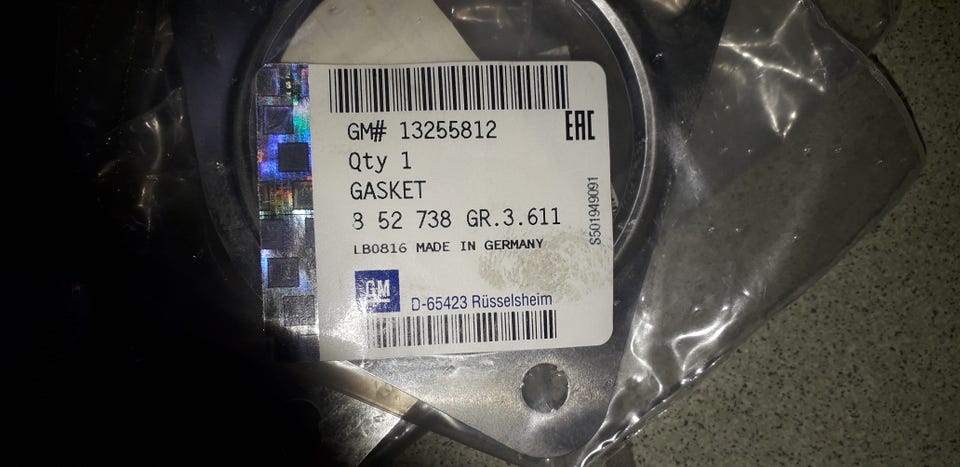 GM# 13255812
EAC
Qty 1
GASKET
8 52 738 GR.3.611
LB0816 MADE IN GERMANY
S501949091
GM
D-65423 Rüsselsheim